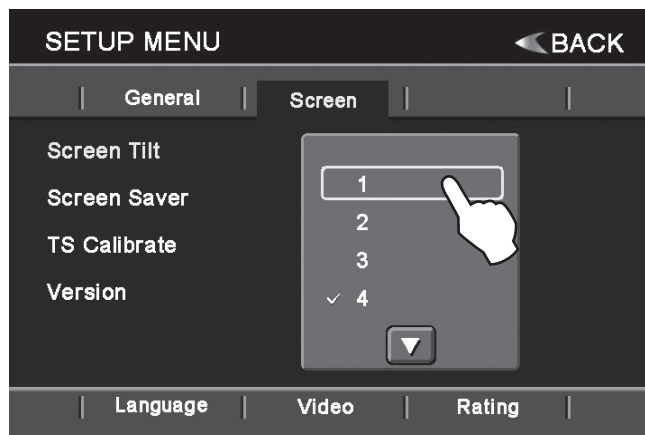 SETUP MENU BACK
General Screen
Screen Tilt
Screen Saver
TS Calibrate
Version
1
2
3
✓ 4
Language Video Rating